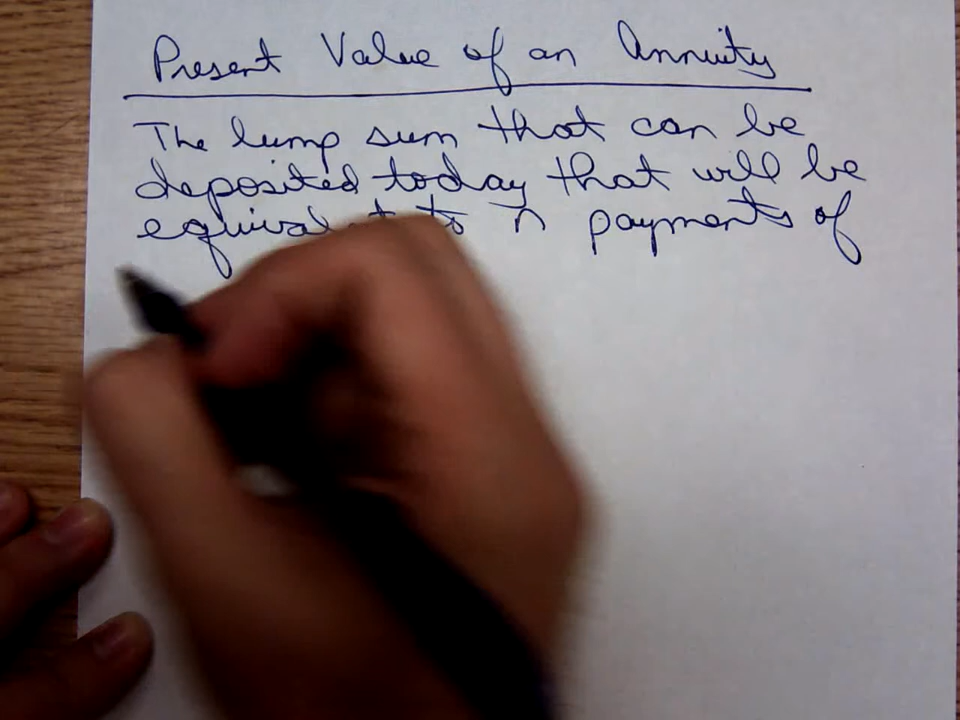 Present Value of an Annuity
The lump sum that can be
deposited today that will be
to n payments of